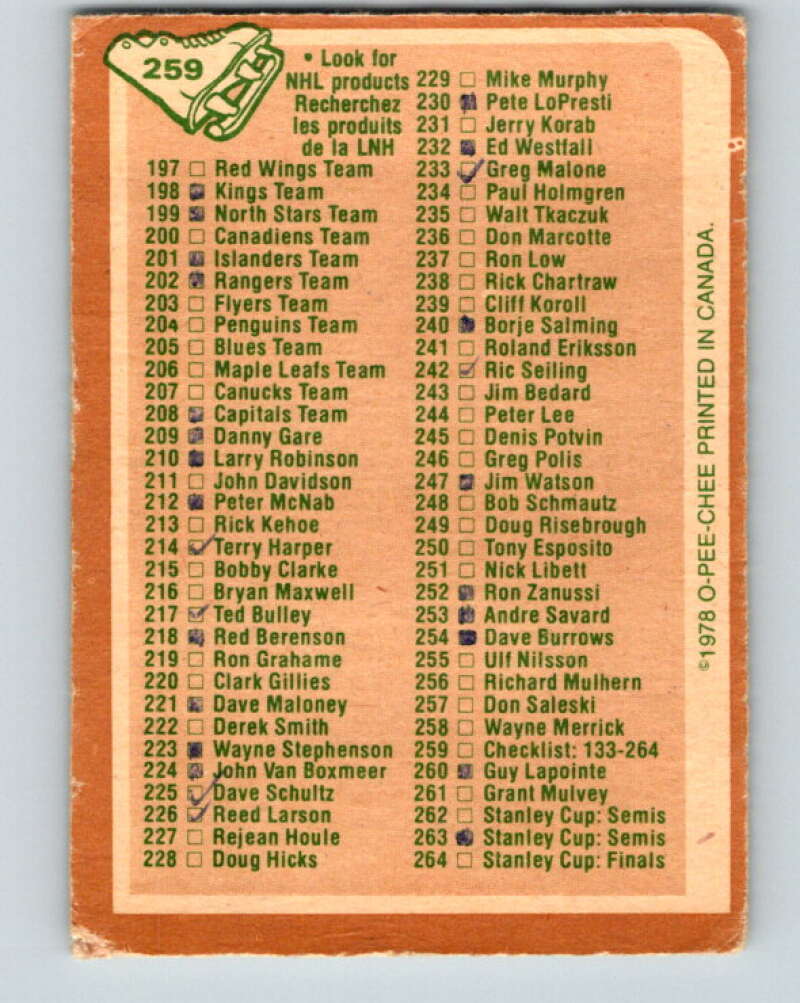 259
• Look for
NHL products
Recherchez
les produits
de la LNH
197 □ Red Wings Team
198 □ Kings Team
199 □ North Stars Team
200 □ Canadiens Team
201 □ Islanders Team
202 □ Rangers Team
203 □ Flyers Team
204 □ Penguins Team
205 □ Blues Team
206 □ Maple Leafs Team
207 □ Canucks Team
208 □ Capitals Team
209 □ Danny Gare
210 □ Larry Robinson
211 □ John Davidson
212 □ Peter McNab
213 □ Rick Kehoe
214 □ Terry Harper
215 □ Bobby Clarke
216 □ Bryan Maxwell
217 □ Ted Bulley
218 □ Red Berenson
219 □ Ron Grahame
220 □ Clark Gillies
221 □ Dave Maloney
222 □ Derek Smith
223 □ Wayne Stephenson
224 □ John Van Boxmeer
225 □ Dave Schultz
226 □ Reed Larson
227 □ Rejean Houle
228 □ Doug Hicks
229 □ Mike Murphy
230 □ Pete LoPresti
231 □ Jerry Korab
232 □ Ed Westfall
233 □ Greg Malone
234 □ Paul Holmgren
235 □ Walt Tkaczuk
236 □ Don Marcotte
237 □ Ron Low
238 □ Rick Chartraw
239 □ Cliff Koroll
240 □ Borje Salming
241 □ Roland Eriksson
242 □ Ric Seiling
243 □ Jim Bedard
244 □ Peter Lee
245 □ Denis Potvin
246 □ Greg Polis
247 □ Jim Watson
248 □ Bob Schmautz
249 □ Doug Risebrough
250 □ Tony Esposito
251 □ Nick Libett
252 □ Ron Zanussi
253 □ Andre Savard
254 □ Dave Burrows
255 □ Ulf Nilsson
256 □ Richard Mulhern
257 □ Don Saleski
258 □ Wayne Merrick
259 □ Checklist: 133-264
260 □ Guy Lapointe
261 □ Grant Mulvey
262 □ Stanley Cup: Semis
263 □ Stanley Cup: Semis
264 □ Stanley Cup: Finals
©1978 O-PEE-CHEE PRINTED IN CANADA.